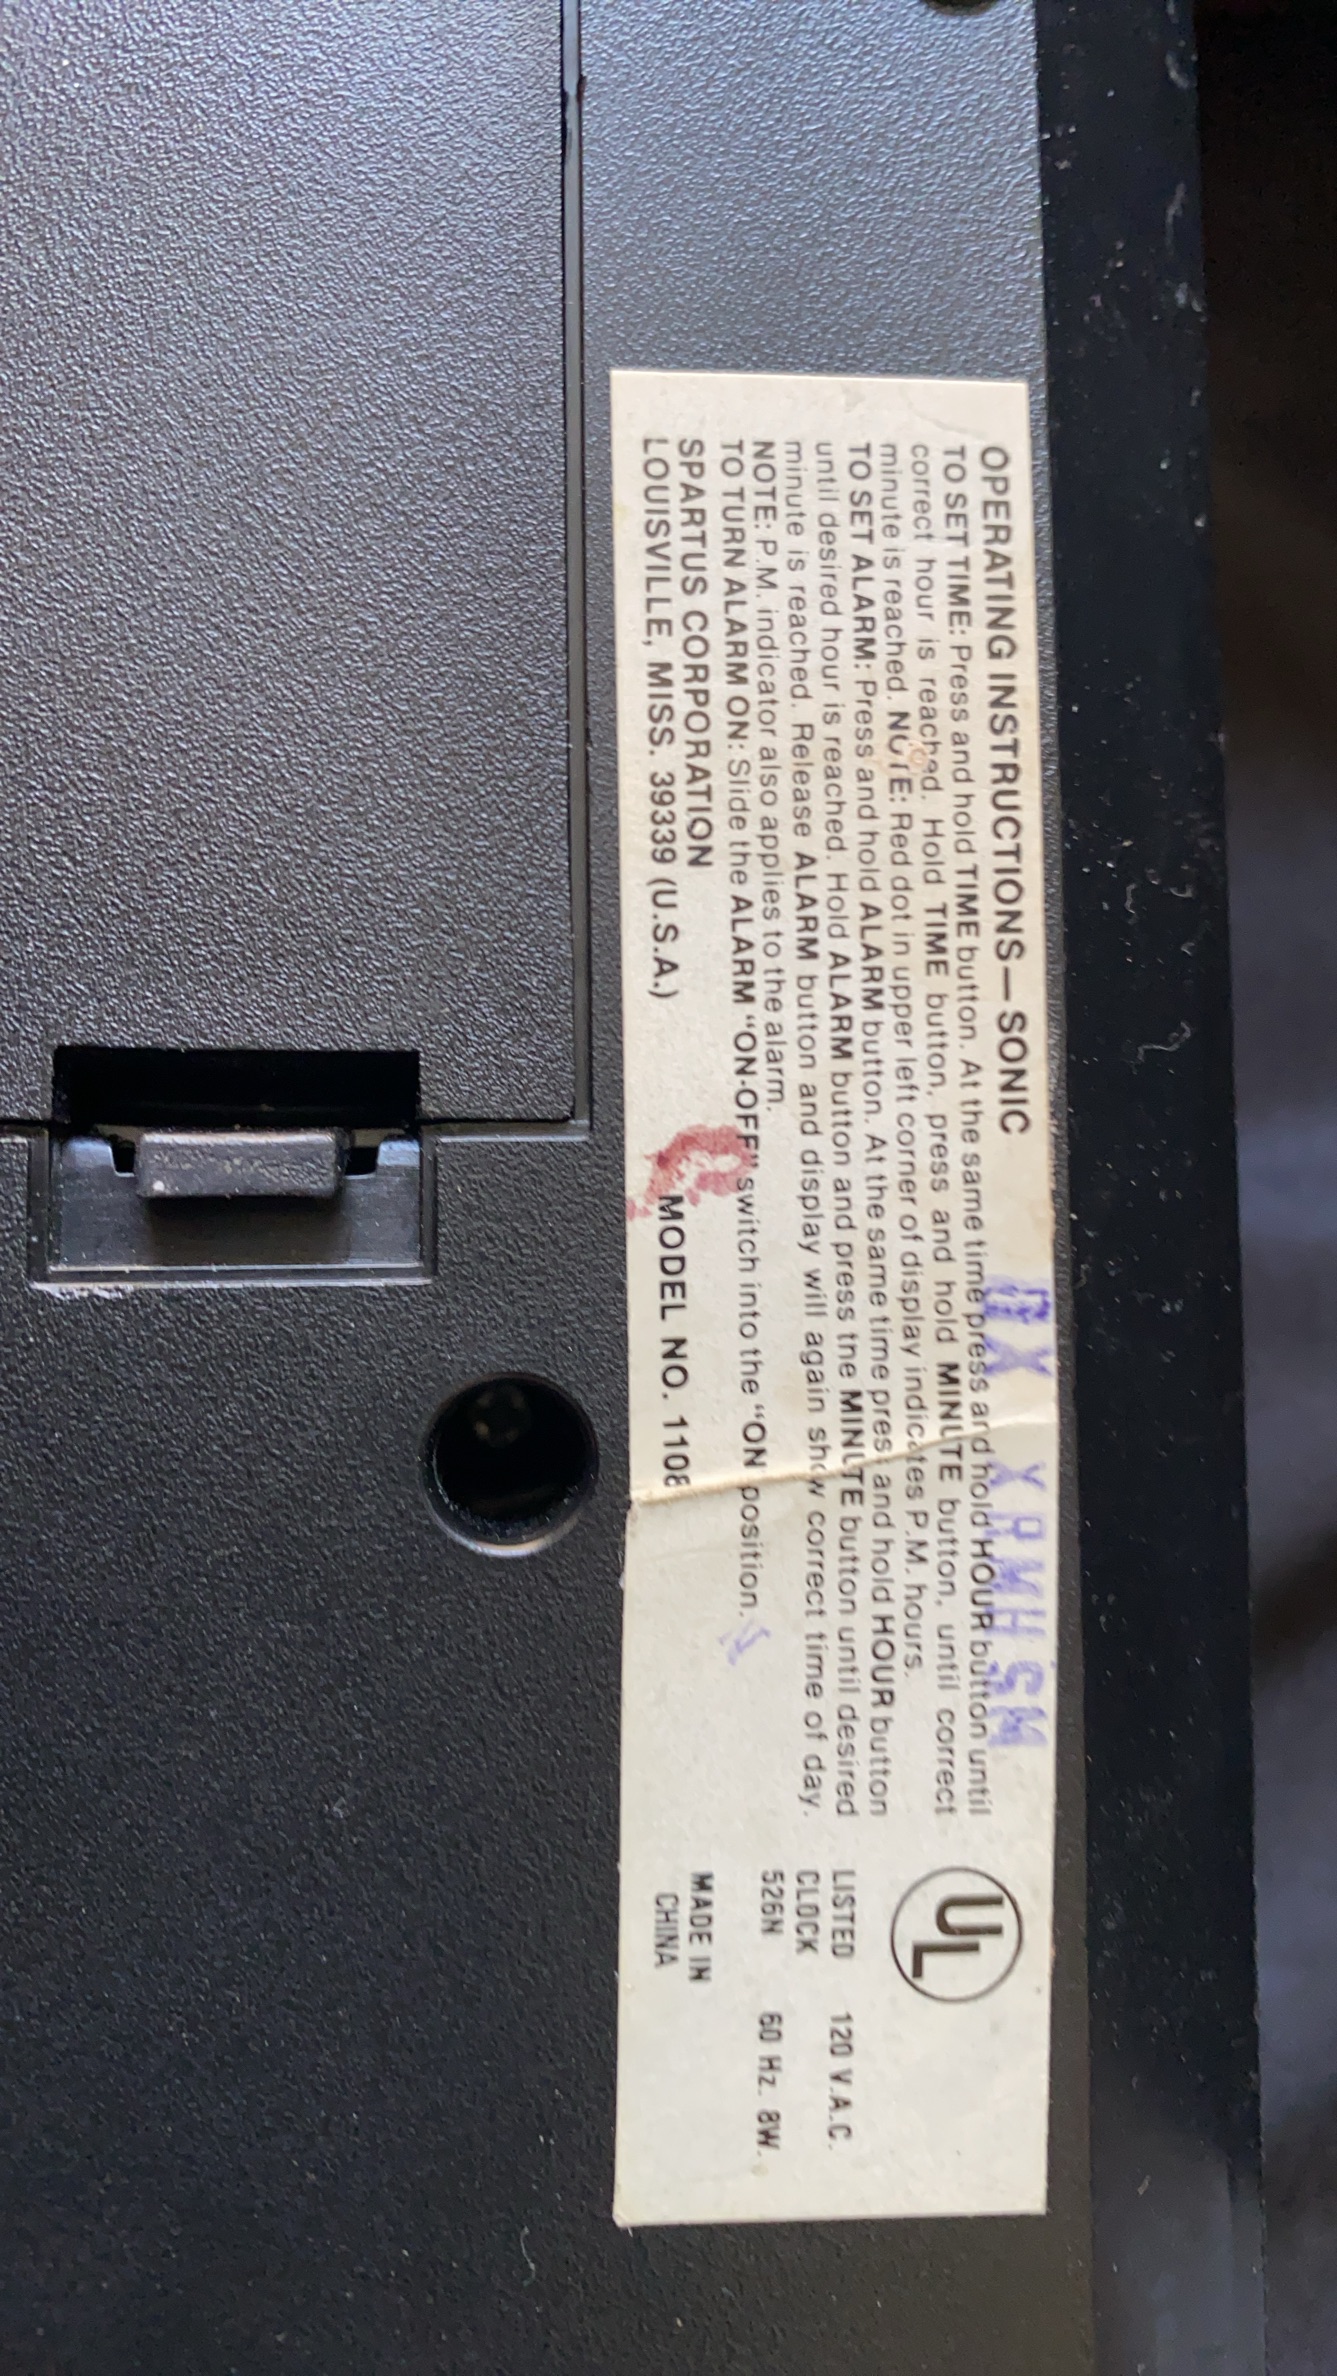 OPERATING INSTRUCTIONS—SONIC
TO SET TIME: Press and hold TIME button. At the same time press and hold HOUR button until
correct hour is reached. Hold TIME button, press and hold MINUTE button, until correct
minute is reached. NOTE: Red dot in upper left corner of display indicates P.M. hours.
TO SET ALARM: Press and hold ALARM button. At the same time press and hold HOUR button
until desired hour is reached. Hold ALARM button and press the MINUTE button until desired
minute is reached. Release ALARM button and display will again show correct time of day.
NOTE: P.M. indicator also applies to the alarm.
TO TURN ALARM ON: Slide the ALARM "ON-OFF" switch into the "ON" position.
SPARTUS CORPORATION
LOUISVILLE, MISS. 39339 (U.S.A.)
MODEL NO. 1108
UL
LISTED 120 V.A.C.
CLOCK
526N 60 Hz. 8W.
MADE IN
CHINA